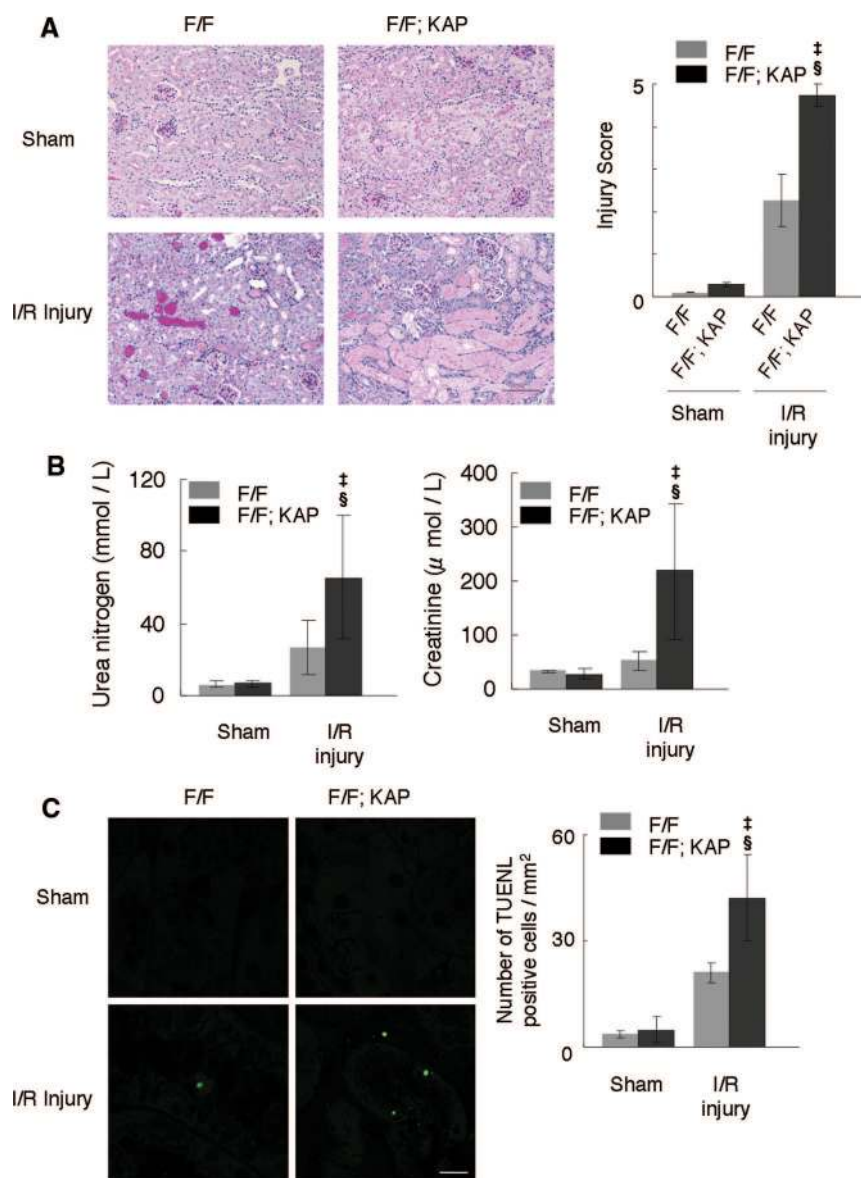 A
F/F
F/F; KAP
Sham
I/R Injury
F/F
F/F; KAP
‡
§
Injury Score
5
0
F/F
F/F; KAP
F/F
F/F; KAP
Sham
I/R
injury
B
Urea nitrogen (mmol / L)
120
80
40
0
F/F
F/F; KAP
‡
§
Sham
I/R
injury
Creatinine (μ mol / L)
400
300
200
100
0
F/F
F/F; KAP
‡
§
Sham
I/R
injury
C
F/F
F/F; KAP
Sham
I/R Injury
Number of TUENL
positive cells / mm²
60
30
0
F/F
F/F; KAP
‡
§
Sham
I/R
injury